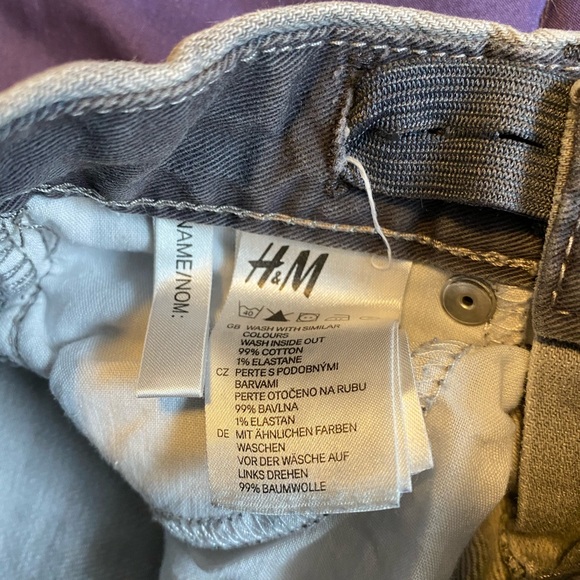 NAME/NOM:
H&M
40
GB WASH WITH SIMILAR
COLOURS
WASH INSIDE OUT
99% COTTON
1% ELASTANE
CZ PERTE S PODOBNÝMI
BARVAMI
PERTE OTOČENO NA RUBU
99% BAVLNA
1% ELASTAN
DE MIT ÄHNLICHEN FARBEN
WASCHEN
VOR DER WÄSCHE AUF
LINKS DREHEN
99% BAUMWOLLE